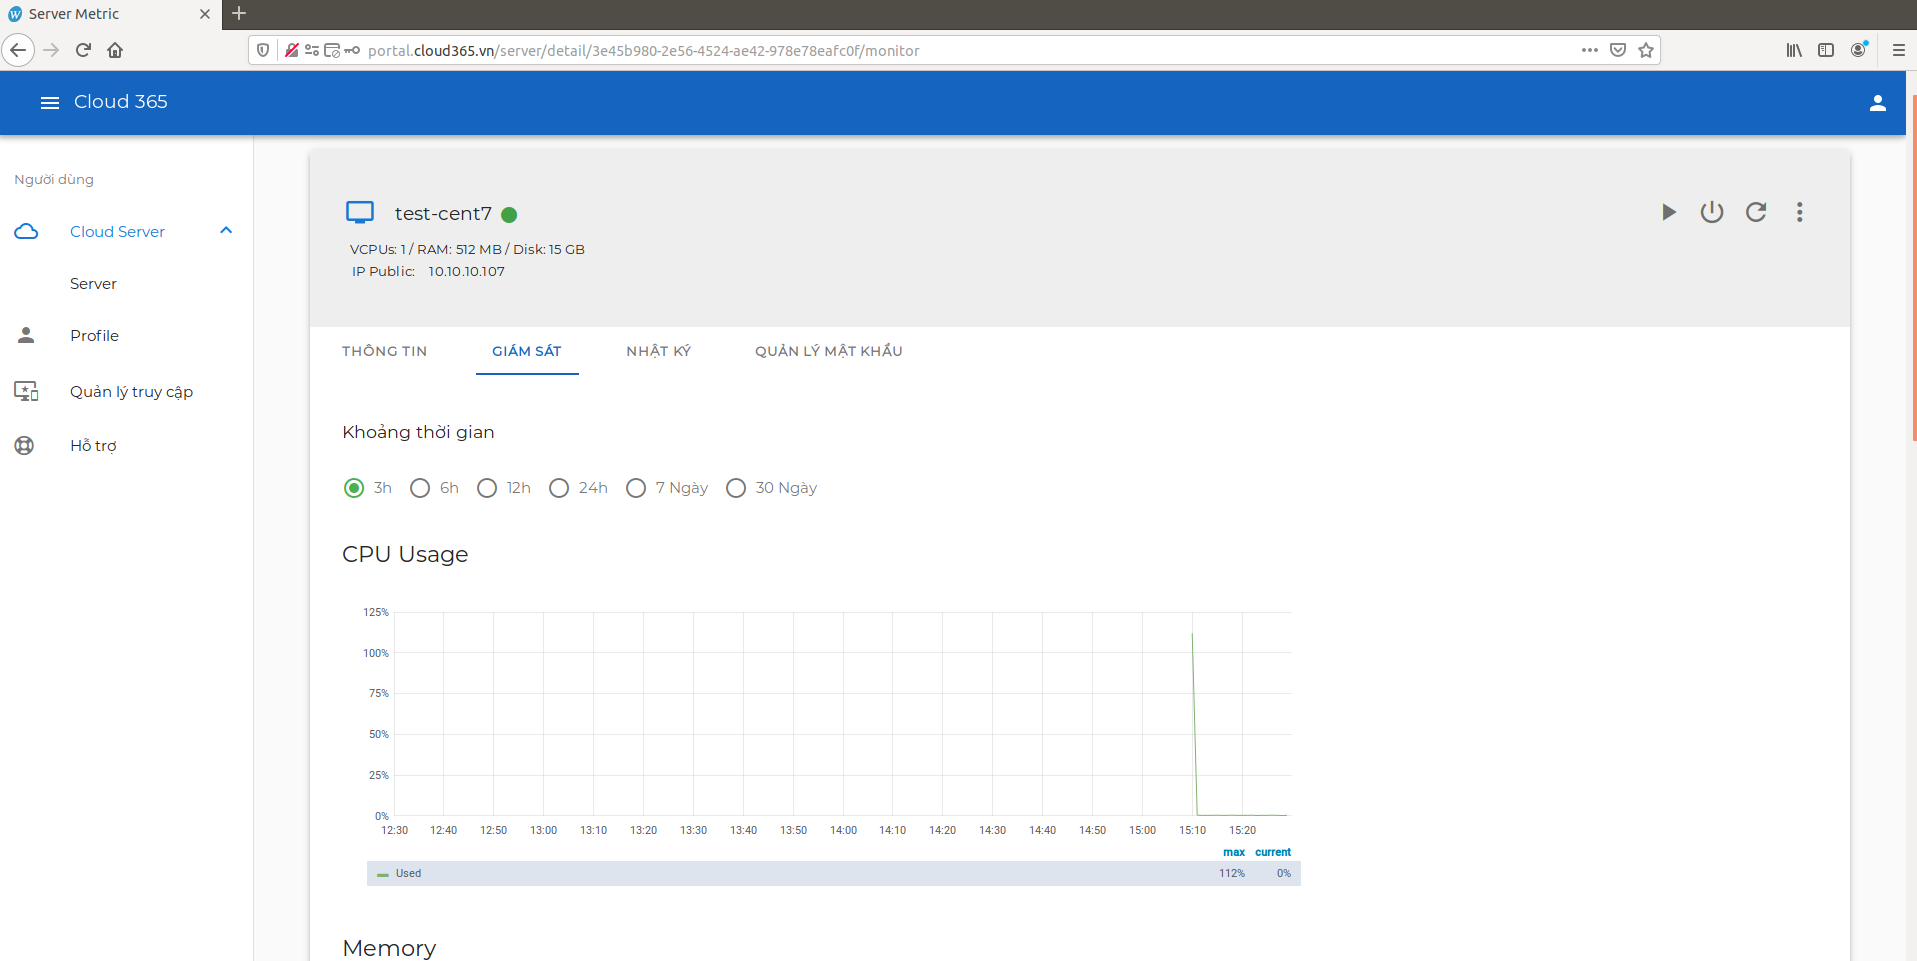 Server Metric
portal.cloud365.vn/server/detail/3e45b980-2e56-4524-ae42-978e78eafc0f/monitor
Cloud 365
Người dùng
Cloud Server
Server
Profile
Quản lý truy cập
Hỗ trợ
test-cent7
VCPUs: 1 / RAM: 512 MB / Disk: 15 GB
IP Public: 10.10.10.107
THÔNG TIN GIÁM SÁT NHẬT KÝ QUẢN LÝ MẬT KHẨU
Khoảng thời gian
3h 6h 12h 24h 7 Ngày 30 Ngày
CPU Usage
125%
100%
75%
50%
25%
0%
12:30 12:40 12:50 13:00 13:10 13:20 13:30 13:40 13:50 14:00 14:10 14:20 14:30 14:40 14:50 15:00 15:10 15:20
max current
Used 112% 0%
Memory